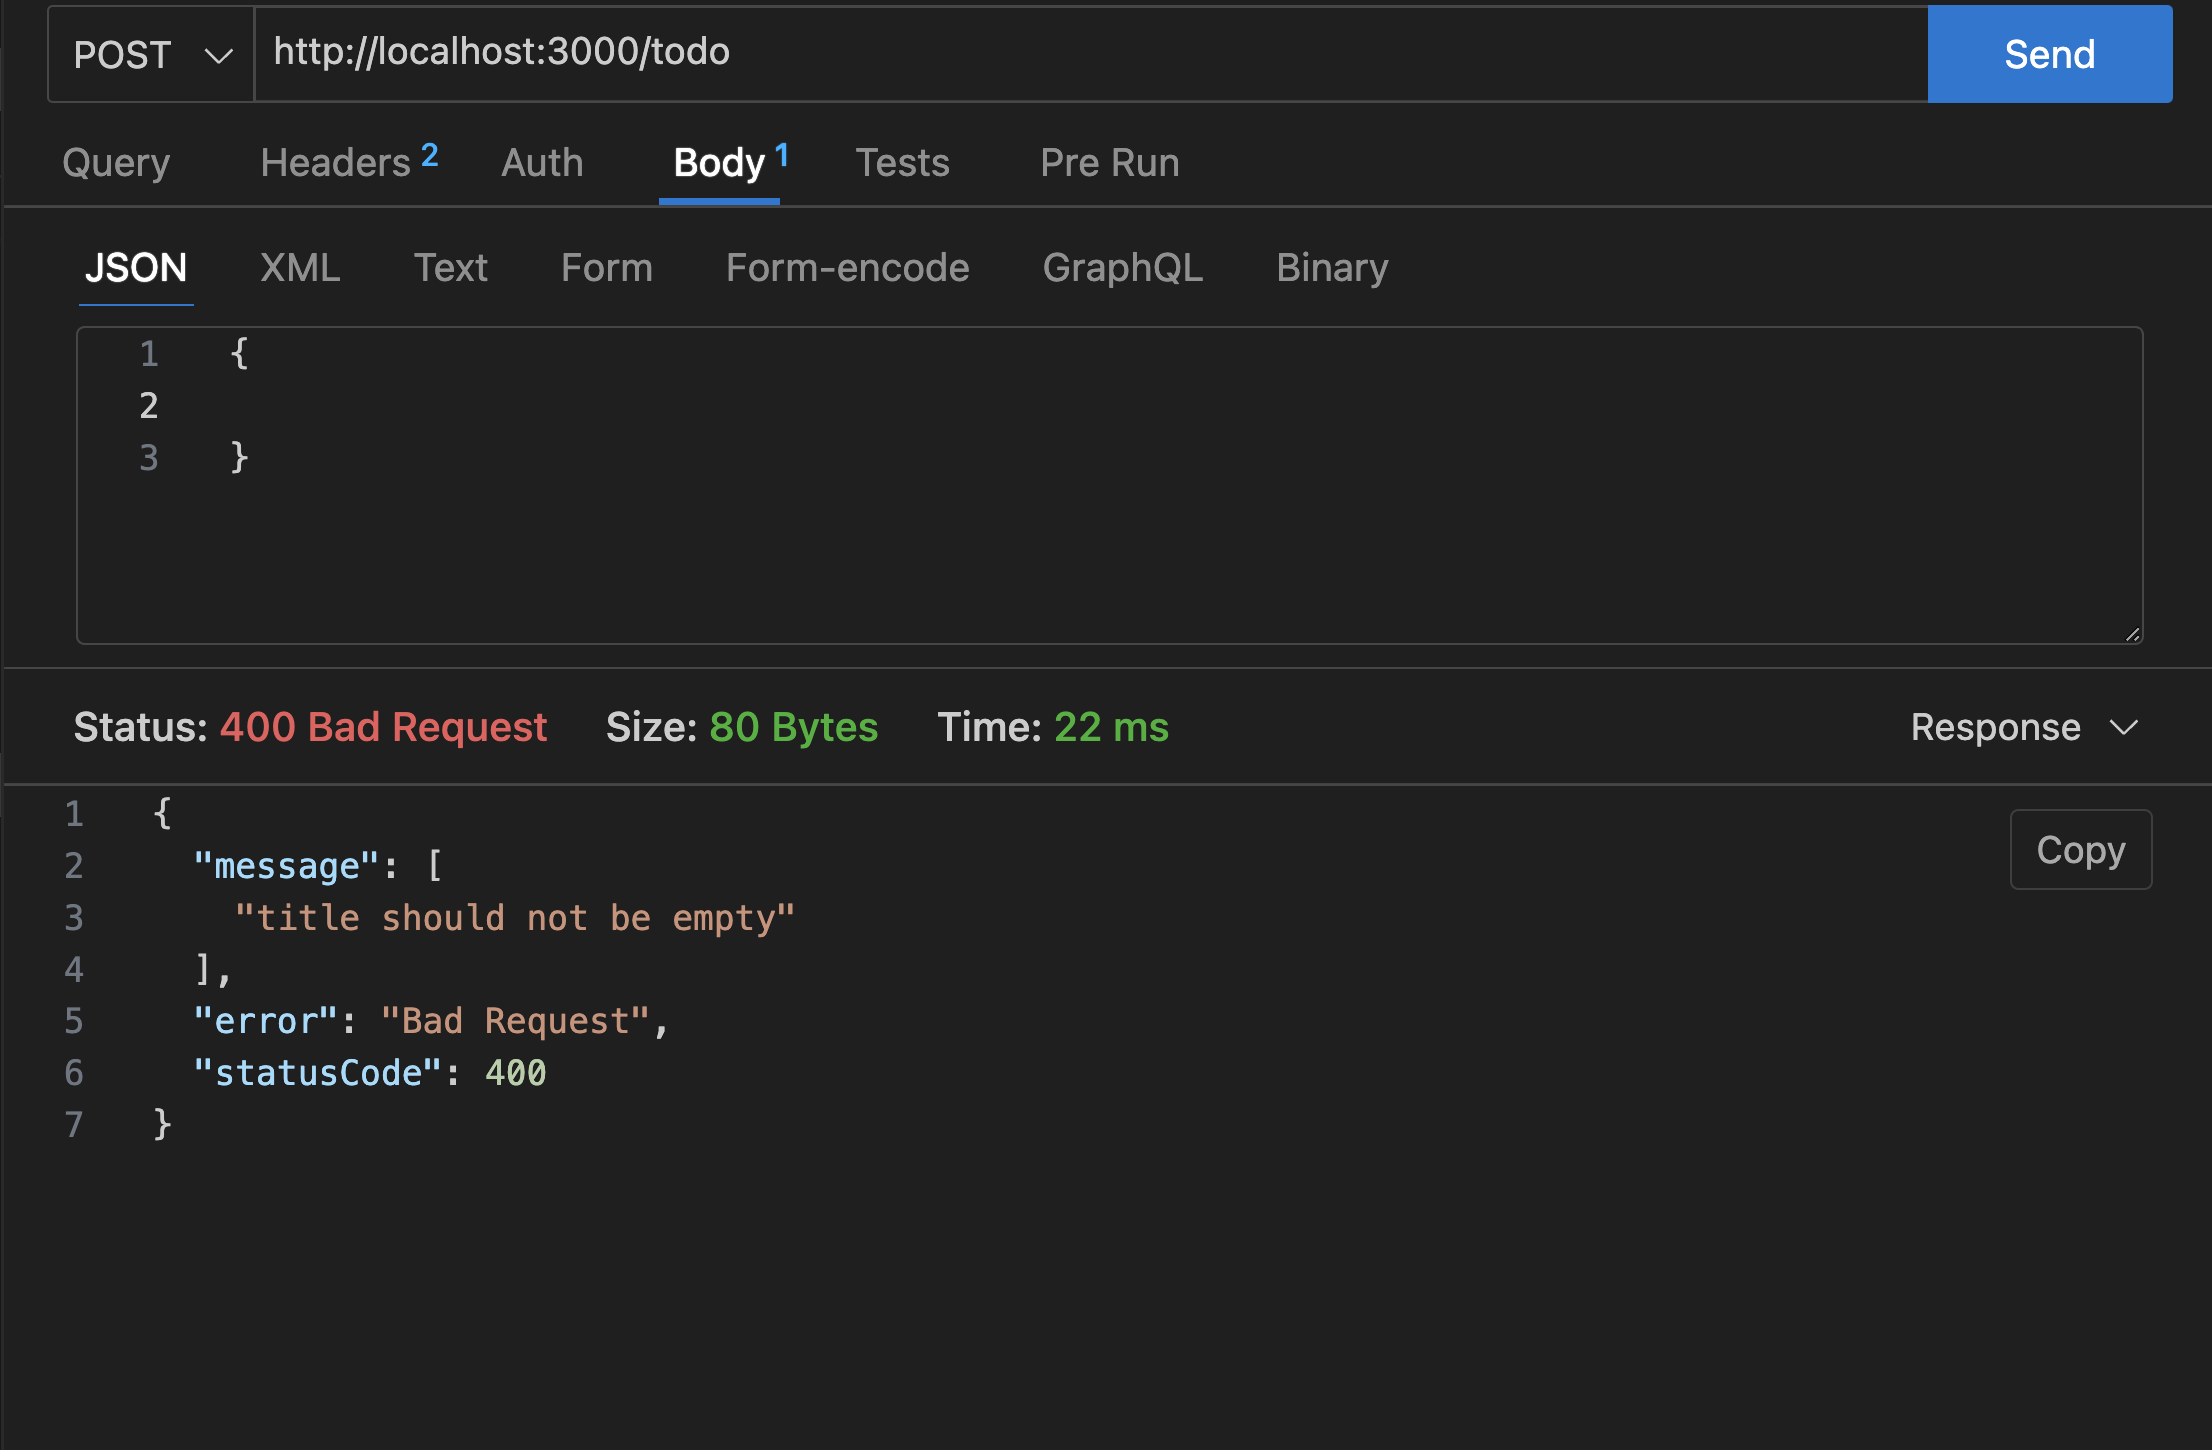 POST http://localhost:3000/todo Send
Query Headers 2 Auth Body 1 Tests Pre Run
JSON XML Text Form Form-encode GraphQL Binary
1 {
2
3 }
Status: 400 Bad Request Size: 80 Bytes Time: 22 ms Response
1 {
Copy
2 "message": [
3 "title should not be empty"
4 ],
5 "error": "Bad Request",
6 "statusCode": 400
7 }